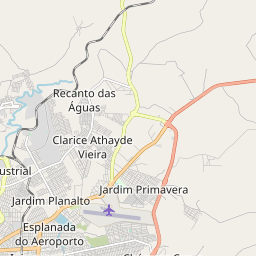 Recanto das
Águas
Clarice Athayde
Vieira
ustrial
Jardim Primavera
Jardim Planalto
Esplanada
do Aeroporto